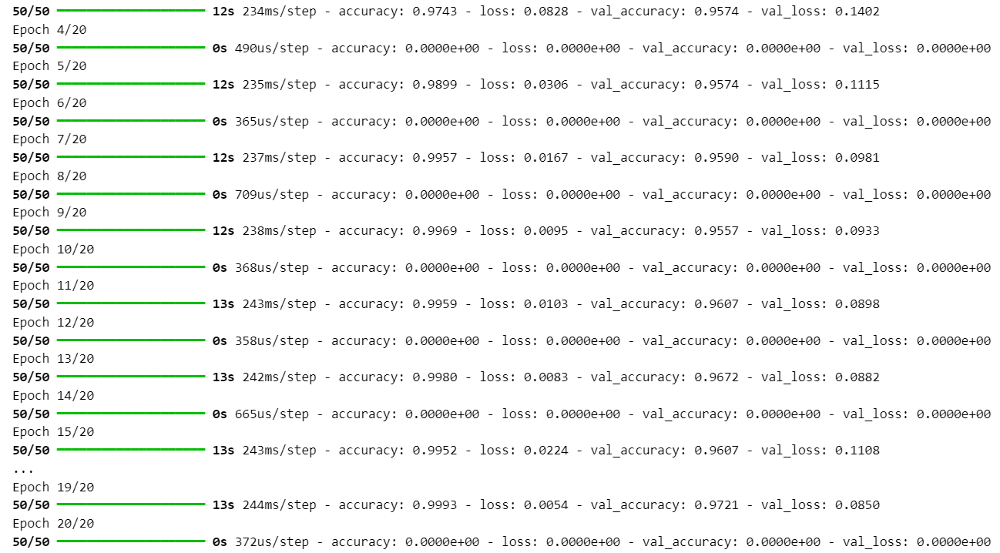 50/50 ━━━━━━━━━━━━━━━━━━━━ 12s 234ms/step - accuracy: 0.9743 - loss: 0.0828 - val_accuracy: 0.9574 - val_loss: 0.1402
Epoch 4/20
50/50 ━━━━━━━━━━━━━━━━━━━━ 0s 490us/step - accuracy: 0.0000e+00 - loss: 0.0000e+00 - val_accuracy: 0.0000e+00 - val_loss: 0.0000e+00
Epoch 5/20
50/50 ━━━━━━━━━━━━━━━━━━━━ 12s 235ms/step - accuracy: 0.9899 - loss: 0.0306 - val_accuracy: 0.9574 - val_loss: 0.1115
Epoch 6/20
50/50 ━━━━━━━━━━━━━━━━━━━━ 0s 365us/step - accuracy: 0.0000e+00 - loss: 0.0000e+00 - val_accuracy: 0.0000e+00 - val_loss: 0.0000e+00
Epoch 7/20
50/50 ━━━━━━━━━━━━━━━━━━━━ 12s 237ms/step - accuracy: 0.9957 - loss: 0.0167 - val_accuracy: 0.9590 - val_loss: 0.0981
Epoch 8/20
50/50 ━━━━━━━━━━━━━━━━━━━━ 0s 709us/step - accuracy: 0.0000e+00 - loss: 0.0000e+00 - val_accuracy: 0.0000e+00 - val_loss: 0.0000e+00
Epoch 9/20
50/50 ━━━━━━━━━━━━━━━━━━━━ 12s 238ms/step - accuracy: 0.9969 - loss: 0.0095 - val_accuracy: 0.9557 - val_loss: 0.0933
Epoch 10/20
50/50 ━━━━━━━━━━━━━━━━━━━━ 0s 368us/step - accuracy: 0.0000e+00 - loss: 0.0000e+00 - val_accuracy: 0.0000e+00 - val_loss: 0.0000e+00
Epoch 11/20
50/50 ━━━━━━━━━━━━━━━━━━━━ 13s 243ms/step - accuracy: 0.9959 - loss: 0.0103 - val_accuracy: 0.9607 - val_loss: 0.0898
Epoch 12/20
50/50 ━━━━━━━━━━━━━━━━━━━━ 0s 358us/step - accuracy: 0.0000e+00 - loss: 0.0000e+00 - val_accuracy: 0.0000e+00 - val_loss: 0.0000e+00
Epoch 13/20
50/50 ━━━━━━━━━━━━━━━━━━━━ 13s 242ms/step - accuracy: 0.9980 - loss: 0.0083 - val_accuracy: 0.9672 - val_loss: 0.0882
Epoch 14/20
50/50 ━━━━━━━━━━━━━━━━━━━━ 0s 665us/step - accuracy: 0.0000e+00 - loss: 0.0000e+00 - val_accuracy: 0.0000e+00 - val_loss: 0.0000e+00
Epoch 15/20
50/50 ━━━━━━━━━━━━━━━━━━━━ 13s 243ms/step - accuracy: 0.9952 - loss: 0.0224 - val_accuracy: 0.9607 - val_loss: 0.1108
...
Epoch 19/20
50/50 ━━━━━━━━━━━━━━━━━━━━ 13s 244ms/step - accuracy: 0.9993 - loss: 0.0054 - val_accuracy: 0.9721 - val_loss: 0.0850
Epoch 20/20
50/50 ━━━━━━━━━━━━━━━━━━━━ 0s 372us/step - accuracy: 0.0000e+00 - loss: 0.0000e+00 - val_accuracy: 0.0000e+00 - val_loss: 0.0000e+00